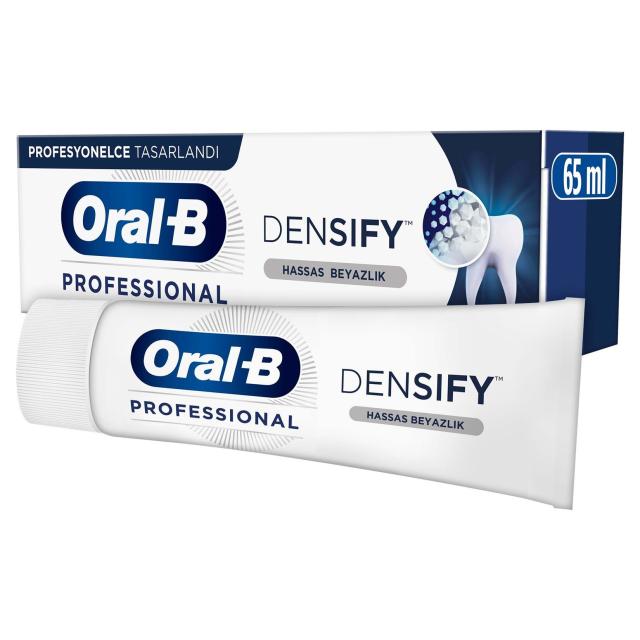 PROFESYONELCE TASARLANDI
Oral-B
PROFESSIONAL
DENSIFY™
HASSAS BEYAZLIK
65 ml
Oral-B
PROFESSIONAL
DENSIFY™
HASSAS BEYAZLIK